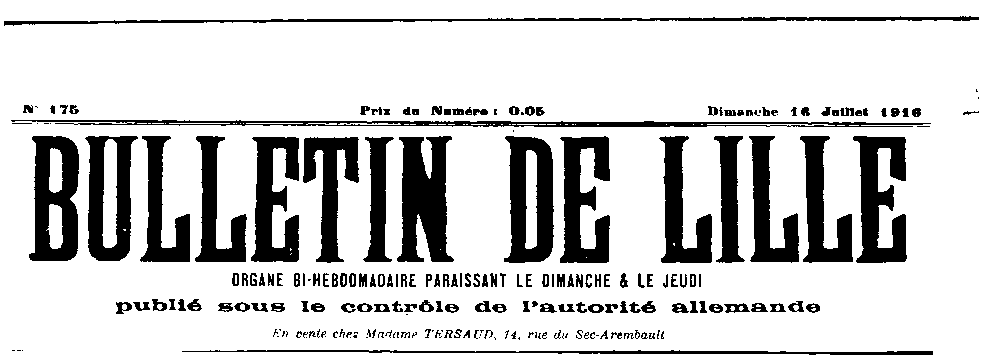 N° 175 Prix du Numéro : 0.05 Dimanche 16 Juillet 1916
BULLETIN DE LILLE
ORGANE BI-HEBDOMADAIRE PARAISSANT LE DIMANCHE & LE JEUDI
publié sous le contrôle de l'autorité allemande
En vente chez Madame TERSAUD, 14, rue du Sec-Arembault